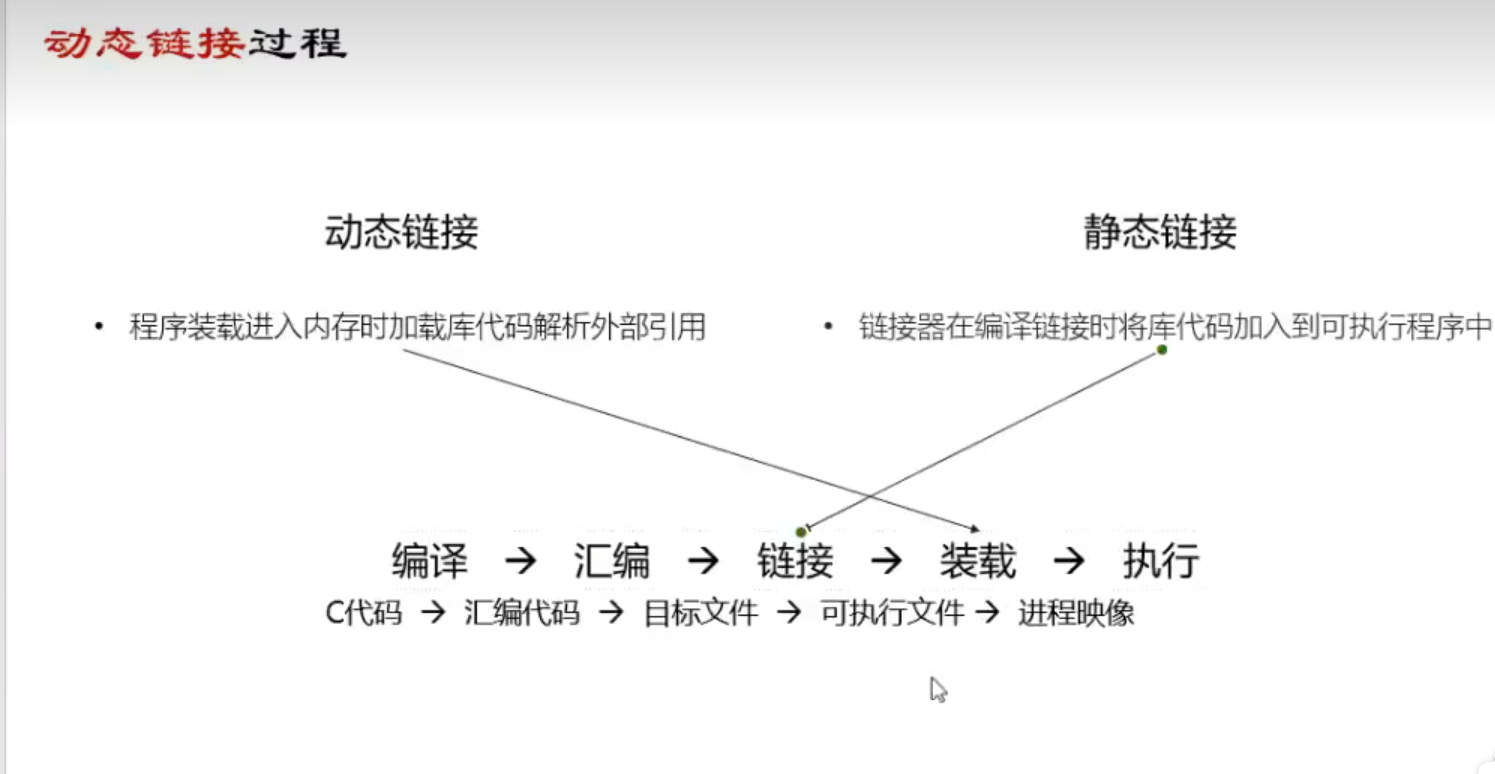 动态链接过程
动态链接
静态链接
• 程序装载进入内存时加载库代码解析外部引用
• 链接器在编译链接时将库代码加入到可执行程序中
编译 → 汇编 → 链接 → 装载 → 执行
C代码 → 汇编代码 → 目标文件 → 可执行文件 → 进程映像